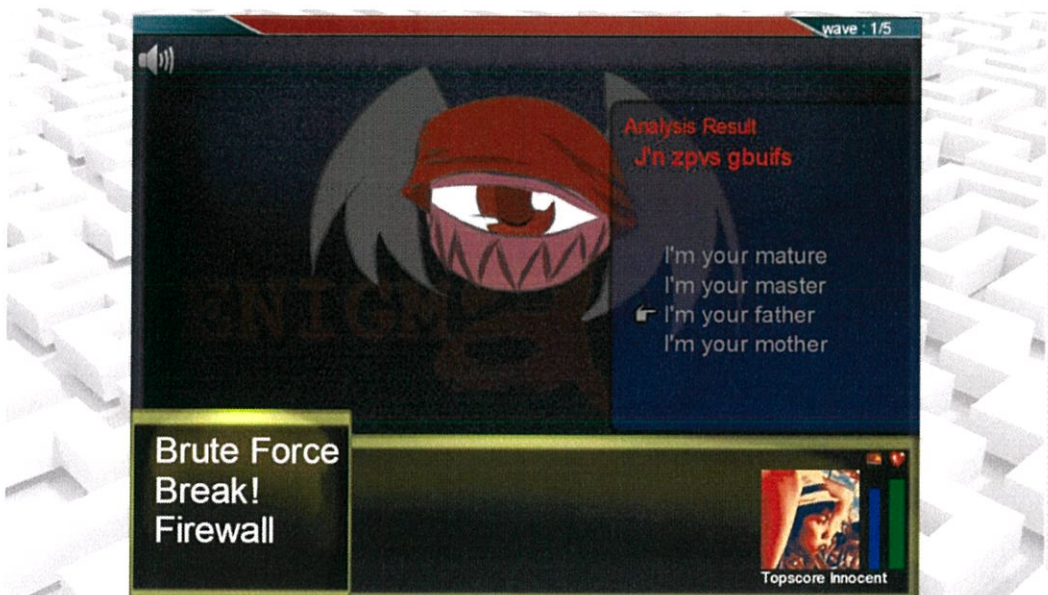 wave : 1/5
Analysis Result
J'n zpvs gbuifs
I'm your mature
I'm your master
I'm your father
I'm your mother
ENIGM
Brute Force
Break!
Firewall
Topscore Innocent